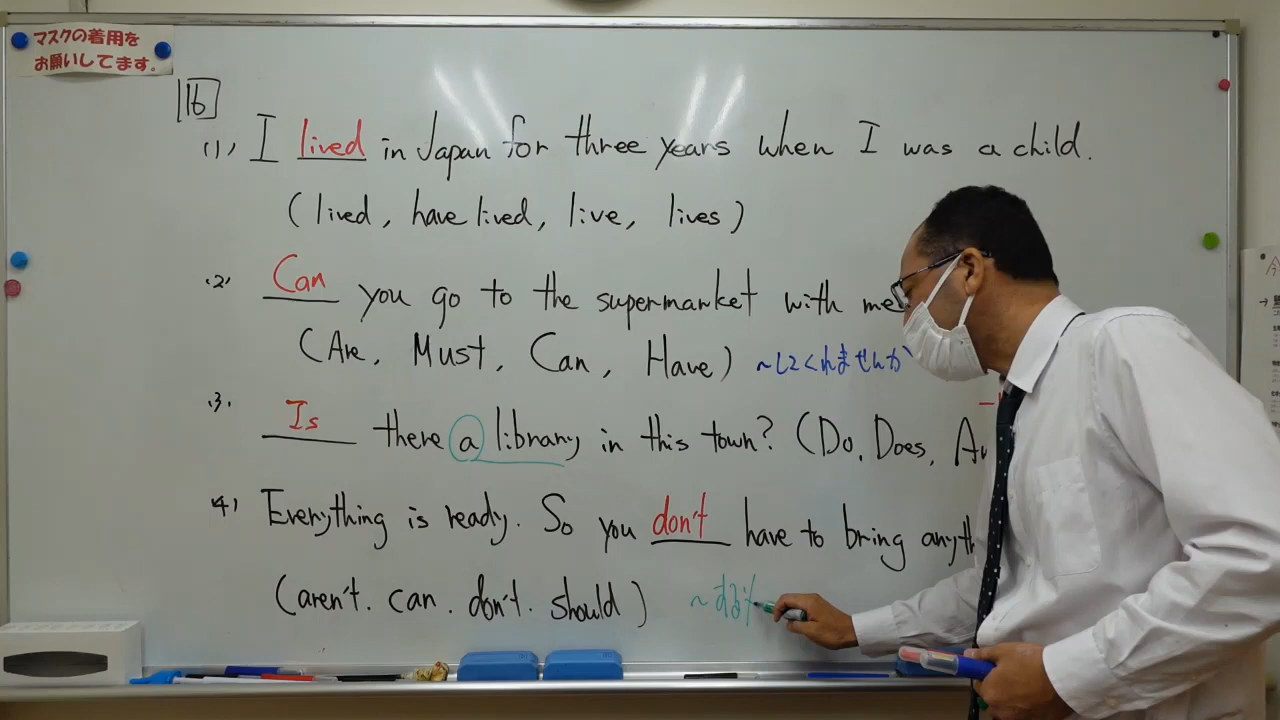 マスクの着用を
お願いしてます。
116
(1) I lived in Japan for three years when I was a child.
(lived, have lived, live, lives)
(2) Can you go to the supermarket with me
(Are, Must, Can, Have) ~してくれませんか
(3) Is there a library in this town? (Do, Does,
(4) Everything is ready. So you don't have to bring
(aren't. can. don't. should) ~する